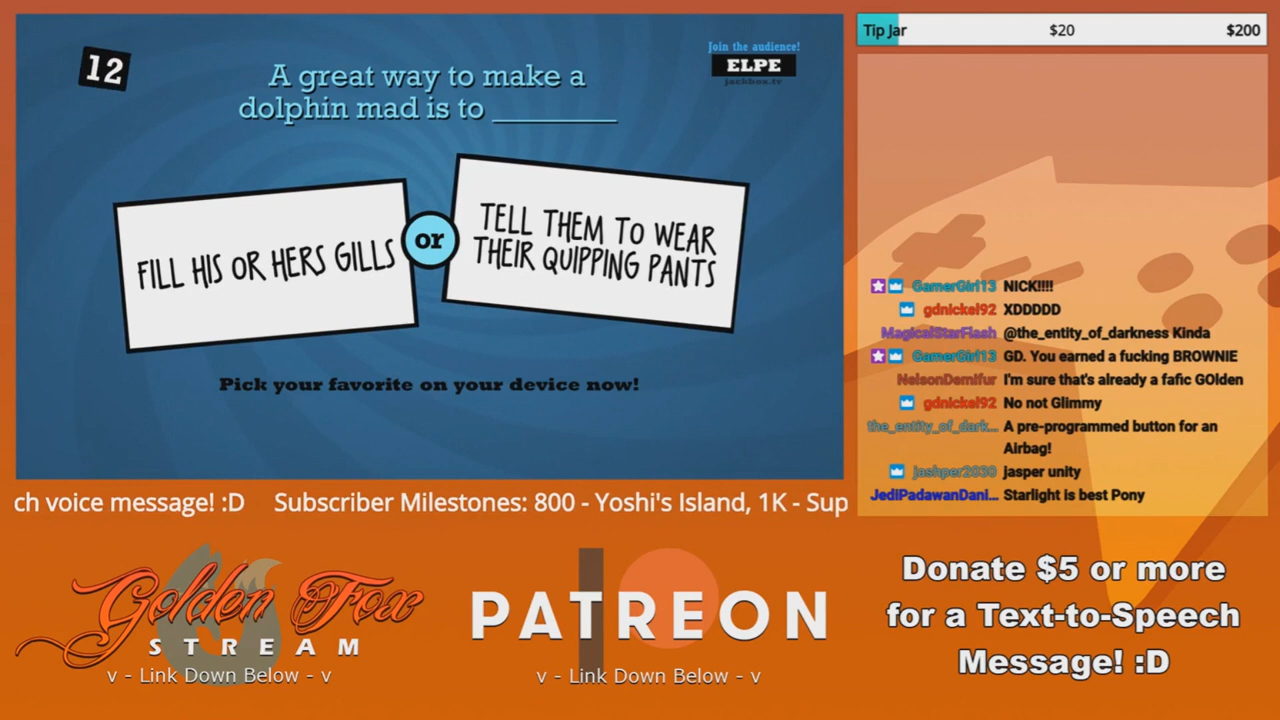 12
A great way to make a
dolphin mad is to ________
Join the audience!
ELPE
jackbox.tv
FILL HIS OR HERS GILLS
or
TELL THEM TO WEAR
THEIR QUIPPING PANTS
Pick your favorite on your device now!
ch voice message! :D Subscriber Milestones: 800 - Yoshi's Island, 1K - Sup
Tip Jar $20 $200
GamerGirl13 NICK!!!!
gdnickel92 XDDDDD
MagicalStarFlash @the_entity_of_darkness Kinda
GamerGirl13 GD. You earned a fucking BROWNIE
NelsonDemifur I'm sure that's already a fafic GOlden
gdnickel92 No not Glimmy
the_entity_of_dark... A pre-programmed button for an
Airbag!
jashper2030 jasper unity
JediPadawanDani... Starlight is best Pony
Golden Fox
STREAM
v - Link Down Below - v
PATREON
v - Link Down Below - v
Donate $5 or more
for a Text-to-Speech
Message! :D